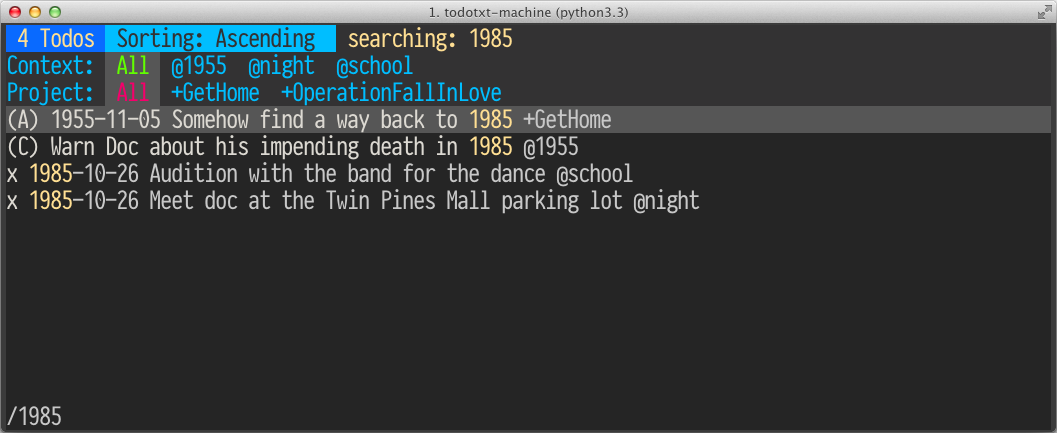 1. todotxt-machine (python3.3)
4 Todos Sorting: Ascending searching: 1985
Context: All @1955 @night @school
Project: All +GetHome +OperationFallInLove
(A) 1955-11-05 Somehow find a way back to 1985 +GetHome
(C) Warn Doc about his impending death in 1985 @1955
x 1985-10-26 Audition with the band for the dance @school
x 1985-10-26 Meet doc at the Twin Pines Mall parking lot @night
/1985